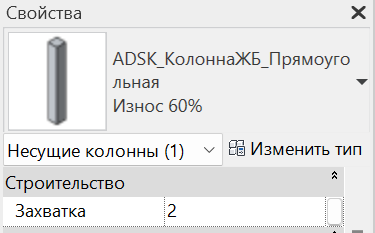 Свойства
ADSK_КолоннаЖБ_Прямоуго
льная
Износ 60%
Несущие колонны (1)
Изменить тип
Строительство
Захватка 2